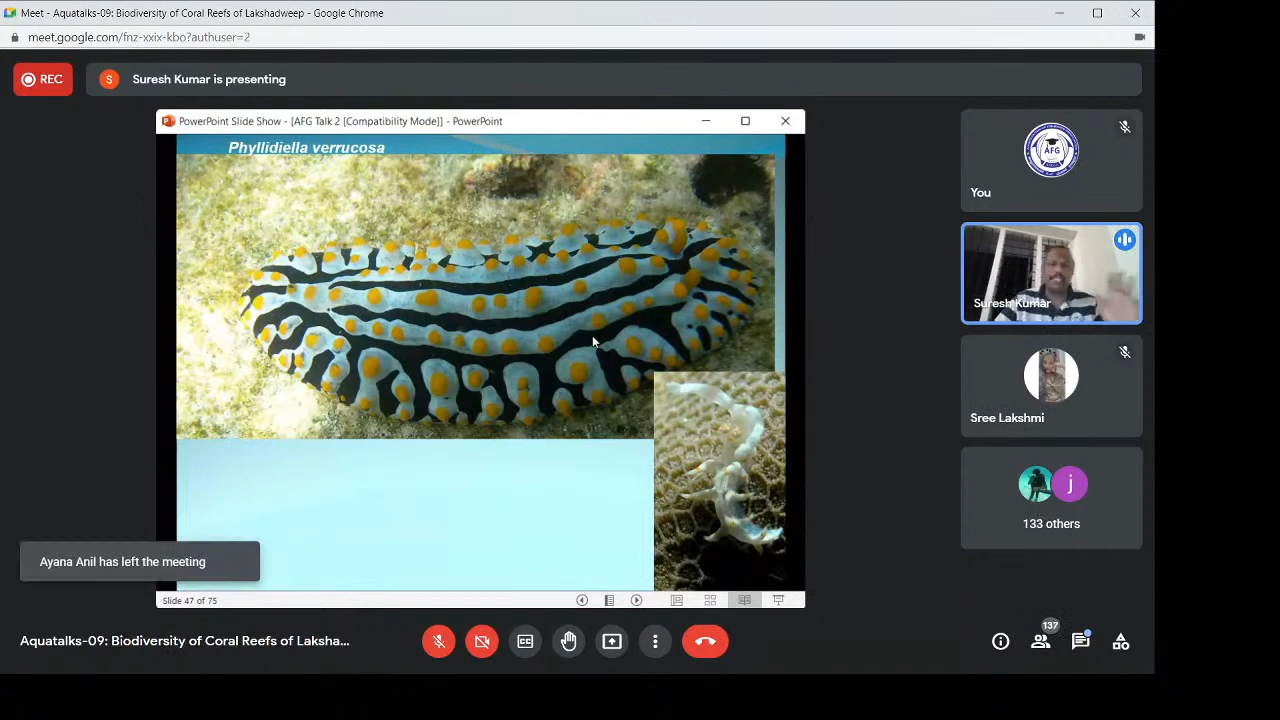 Meet - Aquatalks-09: Biodiversity of Coral Reefs of Lakshadweep - Google Chrome
meet.google.com/fnz-xxix-kbo?authuser=2
REC
S
Suresh Kumar is presenting
PowerPoint Slide Show - [AFG Talk 2 [Compatibility Mode]] - PowerPoint
Phyllidiella verrucosa
AFG
You
Suresh Kumar
Sree Lakshmi
j
133 others
Ayana Anil has left the meeting
Slide 47 of 75
Aquatalks-09: Biodiversity of Coral Reefs of Laksha...
CC
137